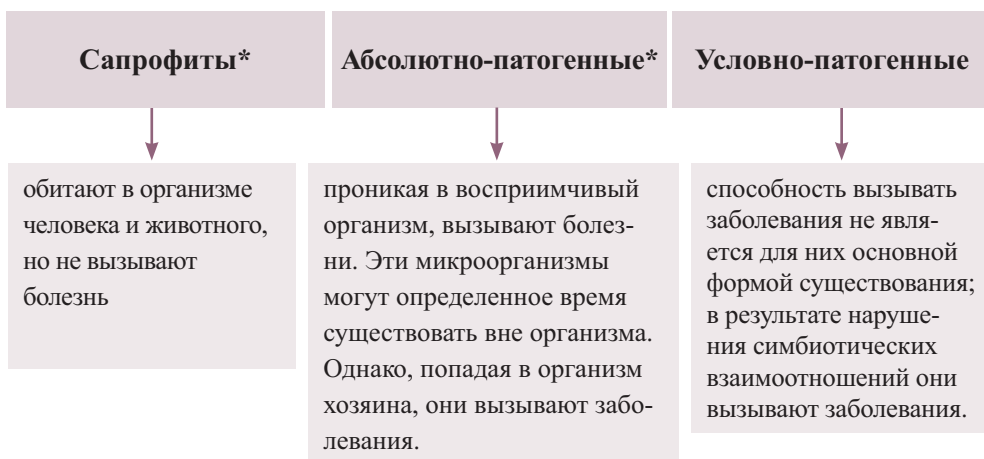 Сапрофиты*
обитают в организме
человека и животного,
но не вызывают
болезнь
Абсолютно-патогенные*
проникая в восприимчивый
организм, вызывают болез-
ни. Эти микроорганизмы
могут определенное время
существовать вне организма.
Однако, попадая в организм
хозяина, они вызывают забо-
левания.
Условно-патогенные
способность вызывать
заболевания не явля-
ется для них основной
формой существования;
в результате наруше-
ния симбиотических
взаимоотношений они
вызывают заболевания.